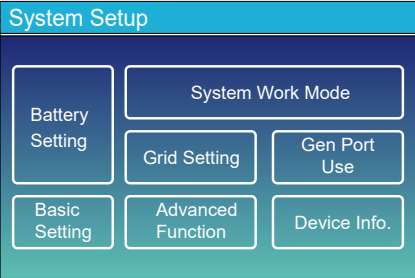 System Setup
Battery
Setting
System Work Mode
Grid Setting
Gen Port
Use
Basic
Setting
Advanced
Function
Device Info.